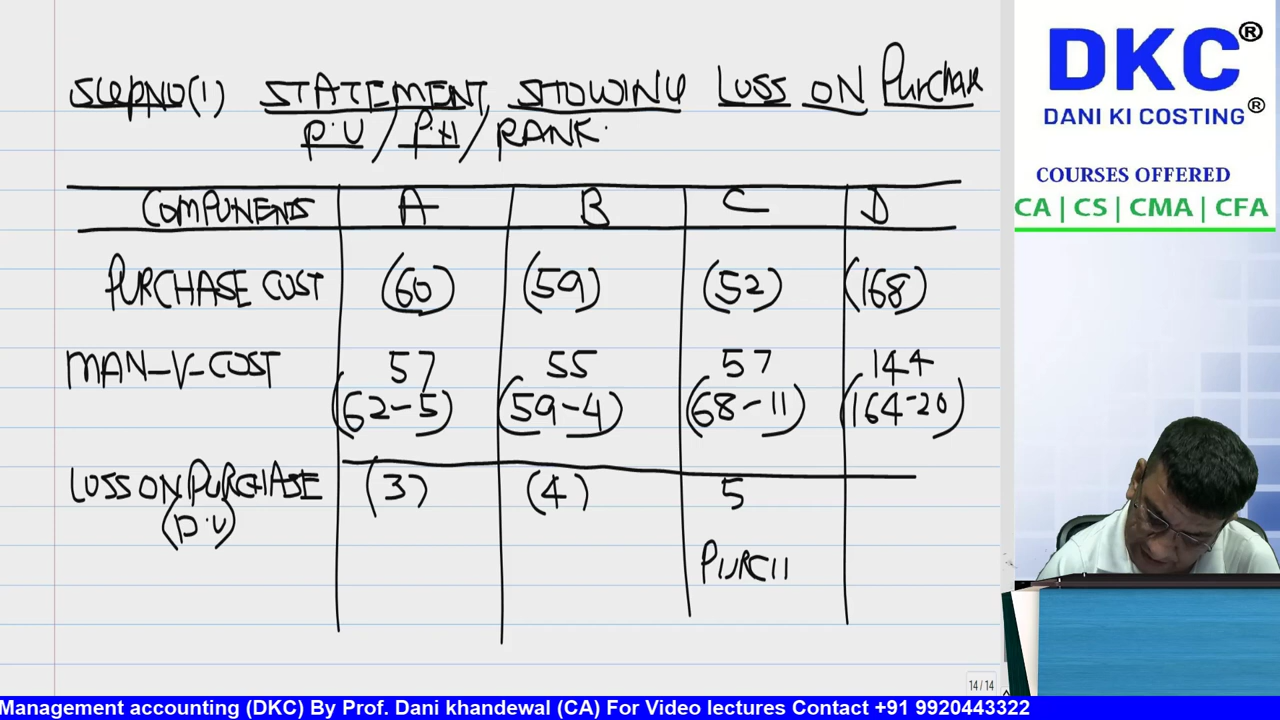 STEPNO(1) STATEMENT SHOWING LOSS ON Purchase
P.U / P.H / RANK.
COMPONENTS A B C D
PURCHASE COST (60) (59) (52) (168)
MAN-V-COST 57 55 57 144
(62-5) (59-4) (68-11) (164-20)
LOSS ON PURCHASE (3) (4) 5
(P.U)
PURCH
14/14
DKC®
DANI KI COSTING®
COURSES OFFERED
CA | CS | CMA | CFA
Management accounting (DKC) By Prof. Dani khandewal (CA) For Video lectures Contact +91 9920443322